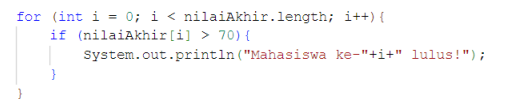 for (int i = 0; i < nilaiAkhir.length; i++){
    if (nilaiAkhir[i] > 70){
        System.out.println("Mahasiswa ke-"+i+" lulus!");
    }
}